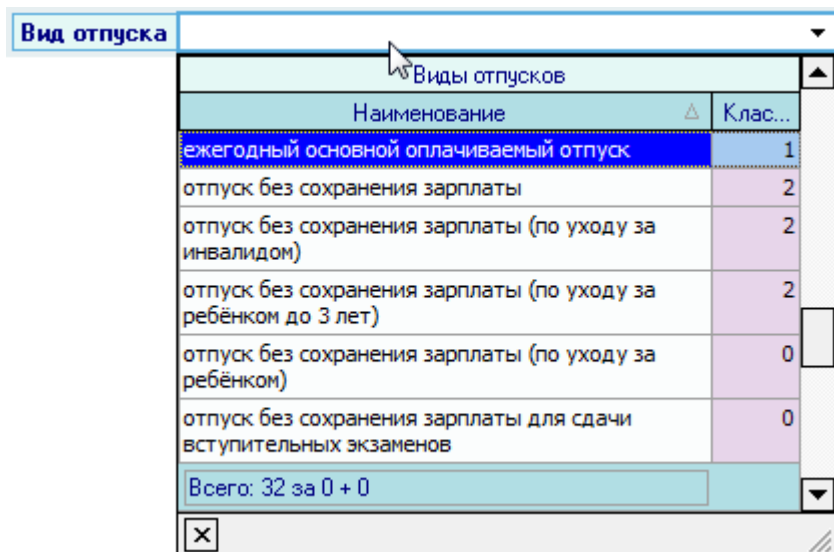 Вид отпуска
Виды отпусков
Наименование Клас...
ежегодный основной оплачиваемый отпуск 1
отпуск без сохранения зарплаты 2
отпуск без сохранения зарплаты (по уходу за 2
инвалидом)
отпуск без сохранения зарплаты (по уходу за 2
ребёнком до 3 лет)
отпуск без сохранения зарплаты (по уходу за 0
ребёнком)
отпуск без сохранения зарплаты для сдачи 0
вступительных экзаменов
Всего: 32 за 0 + 0